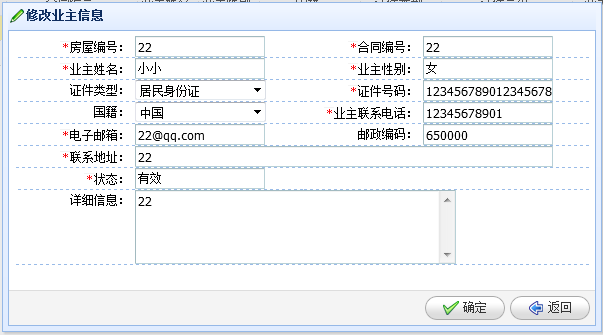 修改业主信息
*房屋编号： 22 *合同编号： 22
*业主姓名： 小小 *业主性别： 女
证件类型： 居民身份证 *证件号码： 123456789012345678
国籍： 中国 *业主联系电话： 12345678901
*电子邮箱： 22@qq.com 邮政编码： 650000
*联系地址： 22
*状态： 有效
详细信息： 22
确定 返回